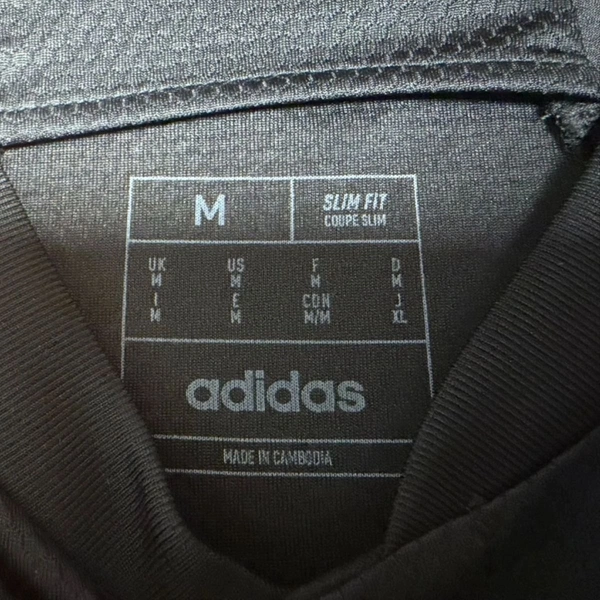 M
SLIM FIT
COUPE SLIM
UK US F D
M M M M
I E CDN J
M M M/M XL
adidas
MADE IN CAMBODIA